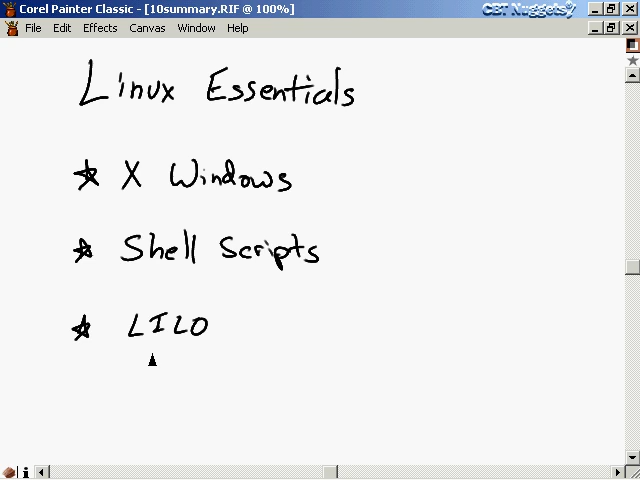 Corel Painter Classic - [10summary.RIF @ 100%] CBT Nuggets
File Edit Effects Canvas Window Help
Linux Essentials
☆ X Windows
☆ Shell Scripts
☆ LILO